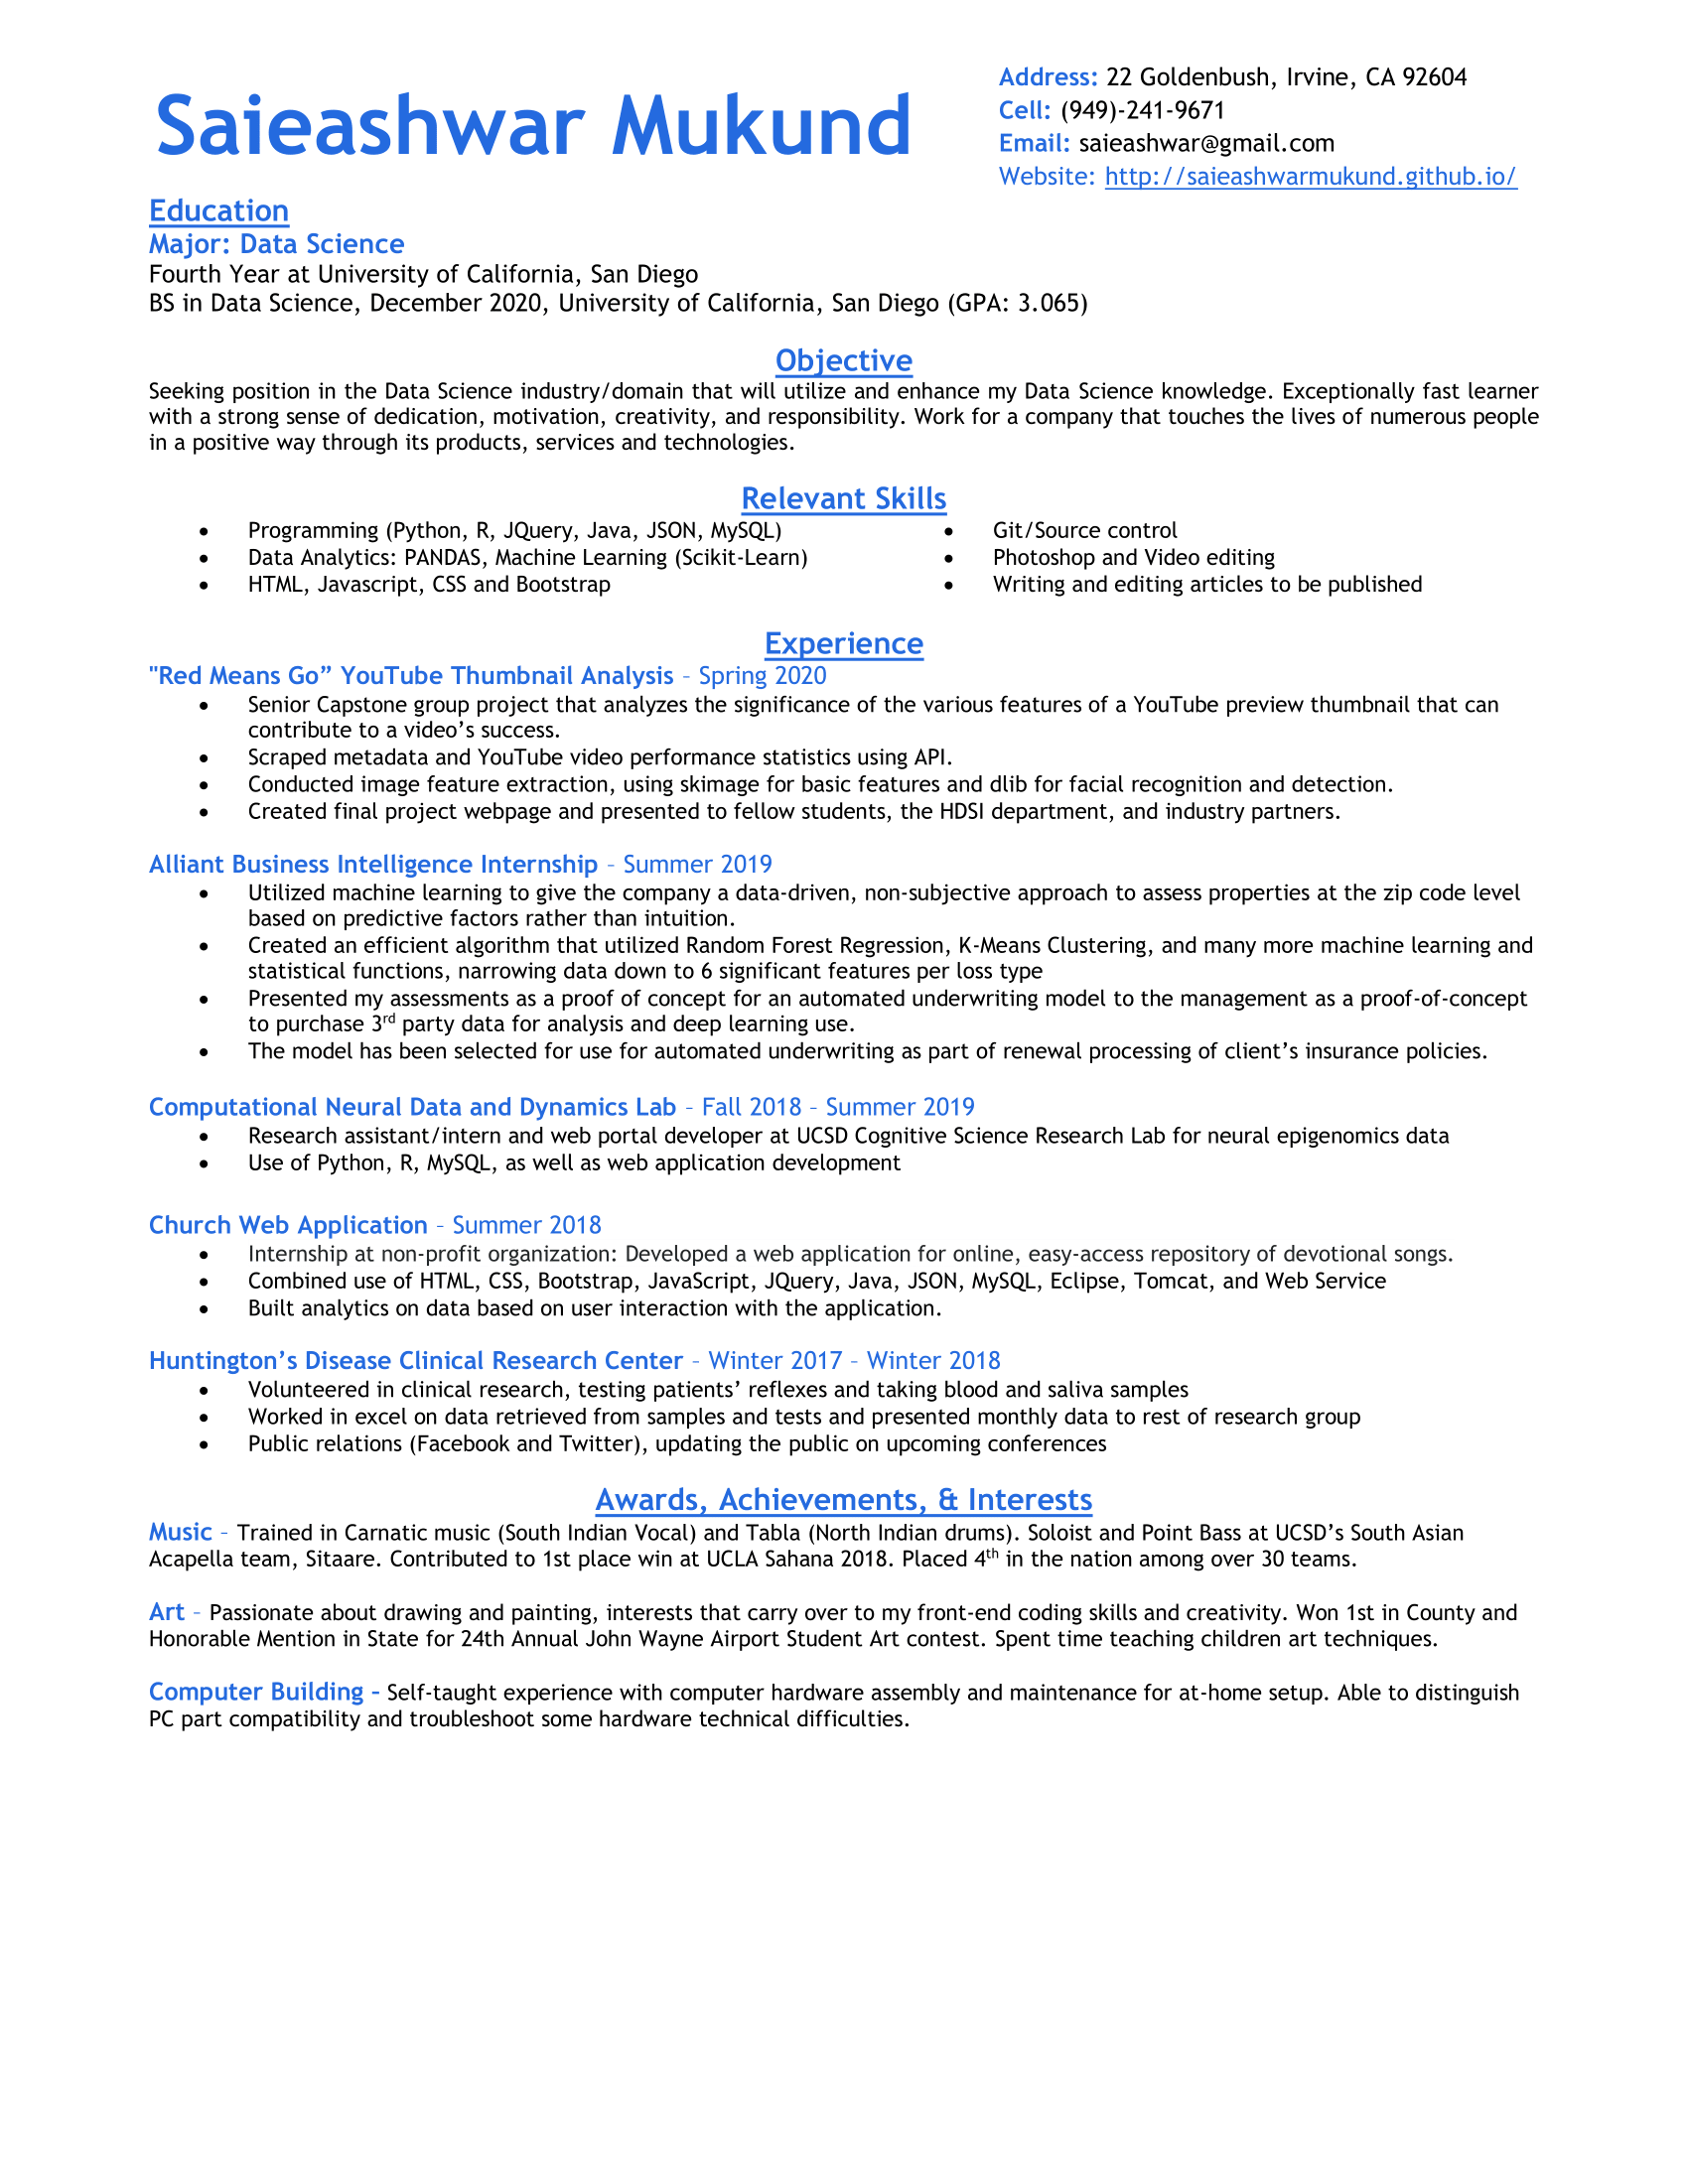 Saieashwar Mukund
Address: 22 Goldenbush, Irvine, CA 92604
Cell: (949)-241-9671
Email: saieashwar@gmail.com
Website: http://saieashwarmukund.github.io/
Education
Major: Data Science
Fourth Year at University of California, San Diego
BS in Data Science, December 2020, University of California, San Diego (GPA: 3.065)
Objective
Seeking position in the Data Science industry/domain that will utilize and enhance my Data Science knowledge. Exceptionally fast learner
with a strong sense of dedication, motivation, creativity, and responsibility. Work for a company that touches the lives of numerous people
in a positive way through its products, services and technologies.
Relevant Skills
• Programming (Python, R, JQuery, Java, JSON, MySQL)
• Data Analytics: PANDAS, Machine Learning (Scikit-Learn)
• HTML, Javascript, CSS and Bootstrap
• Git/Source control
• Photoshop and Video editing
• Writing and editing articles to be published
Experience
"Red Means Go” YouTube Thumbnail Analysis – Spring 2020
• Senior Capstone group project that analyzes the significance of the various features of a YouTube preview thumbnail that can
contribute to a video’s success.
• Scraped metadata and YouTube video performance statistics using API.
• Conducted image feature extraction, using skimage for basic features and dlib for facial recognition and detection.
• Created final project webpage and presented to fellow students, the HDSI department, and industry partners.
Alliant Business Intelligence Internship – Summer 2019
• Utilized machine learning to give the company a data-driven, non-subjective approach to assess properties at the zip code level
based on predictive factors rather than intuition.
• Created an efficient algorithm that utilized Random Forest Regression, K-Means Clustering, and many more machine learning and
statistical functions, narrowing data down to 6 significant features per loss type
• Presented my assessments as a proof of concept for an automated underwriting model to the management as a proof-of-concept
to purchase 3rd party data for analysis and deep learning use.
• The model has been selected for use for automated underwriting as part of renewal processing of client’s insurance policies.
Computational Neural Data and Dynamics Lab – Fall 2018 – Summer 2019
• Research assistant/intern and web portal developer at UCSD Cognitive Science Research Lab for neural epigenomics data
• Use of Python, R, MySQL, as well as web application development
Church Web Application – Summer 2018
• Internship at non-profit organization: Developed a web application for online, easy-access repository of devotional songs.
• Combined use of HTML, CSS, Bootstrap, JavaScript, JQuery, Java, JSON, MySQL, Eclipse, Tomcat, and Web Service
• Built analytics on data based on user interaction with the application.
Huntington’s Disease Clinical Research Center – Winter 2017 – Winter 2018
• Volunteered in clinical research, testing patients’ reflexes and taking blood and saliva samples
• Worked in excel on data retrieved from samples and tests and presented monthly data to rest of research group
• Public relations (Facebook and Twitter), updating the public on upcoming conferences
Awards, Achievements, & Interests
Music – Trained in Carnatic music (South Indian Vocal) and Tabla (North Indian drums). Soloist and Point Bass at UCSD’s South Asian
Acapella team, Sitaare. Contributed to 1st place win at UCLA Sahana 2018. Placed 4th in the nation among over 30 teams.
Art – Passionate about drawing and painting, interests that carry over to my front-end coding skills and creativity. Won 1st in County and
Honorable Mention in State for 24th Annual John Wayne Airport Student Art contest. Spent time teaching children art techniques.
Computer Building – Self-taught experience with computer hardware assembly and maintenance for at-home setup. Able to distinguish
PC part compatibility and troubleshoot some hardware technical difficulties.